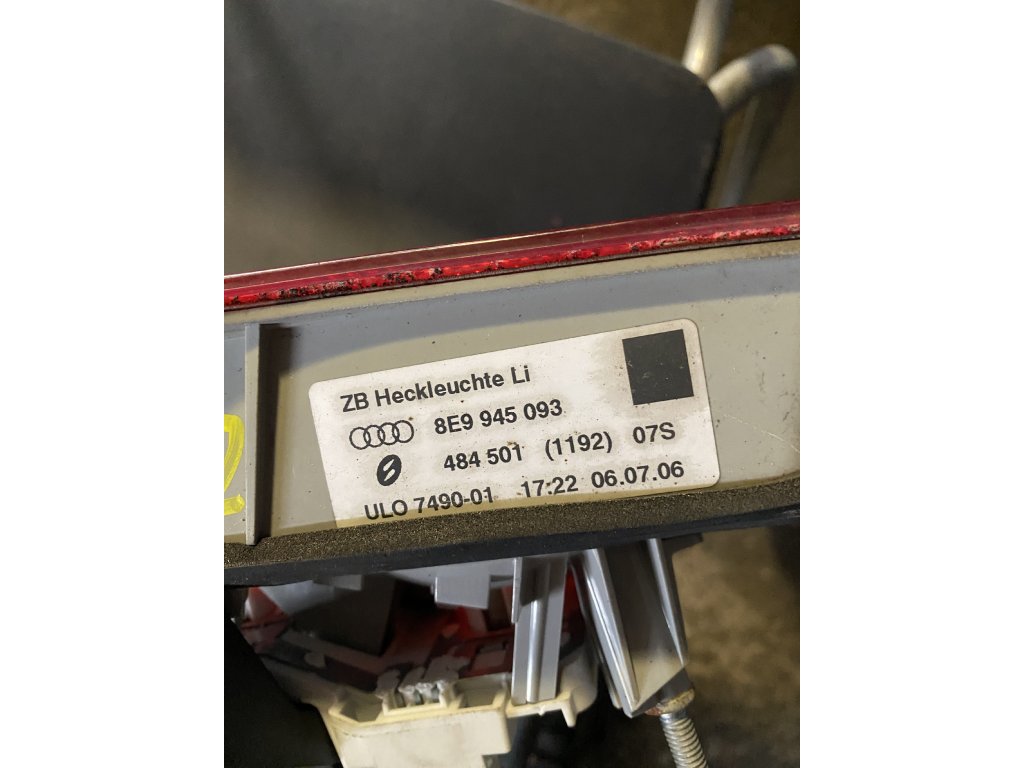 ZB Heckleuchte Li
8E9 945 093
484 501 (1192) 07S
ULO 7490-01 17:22 06.07.06